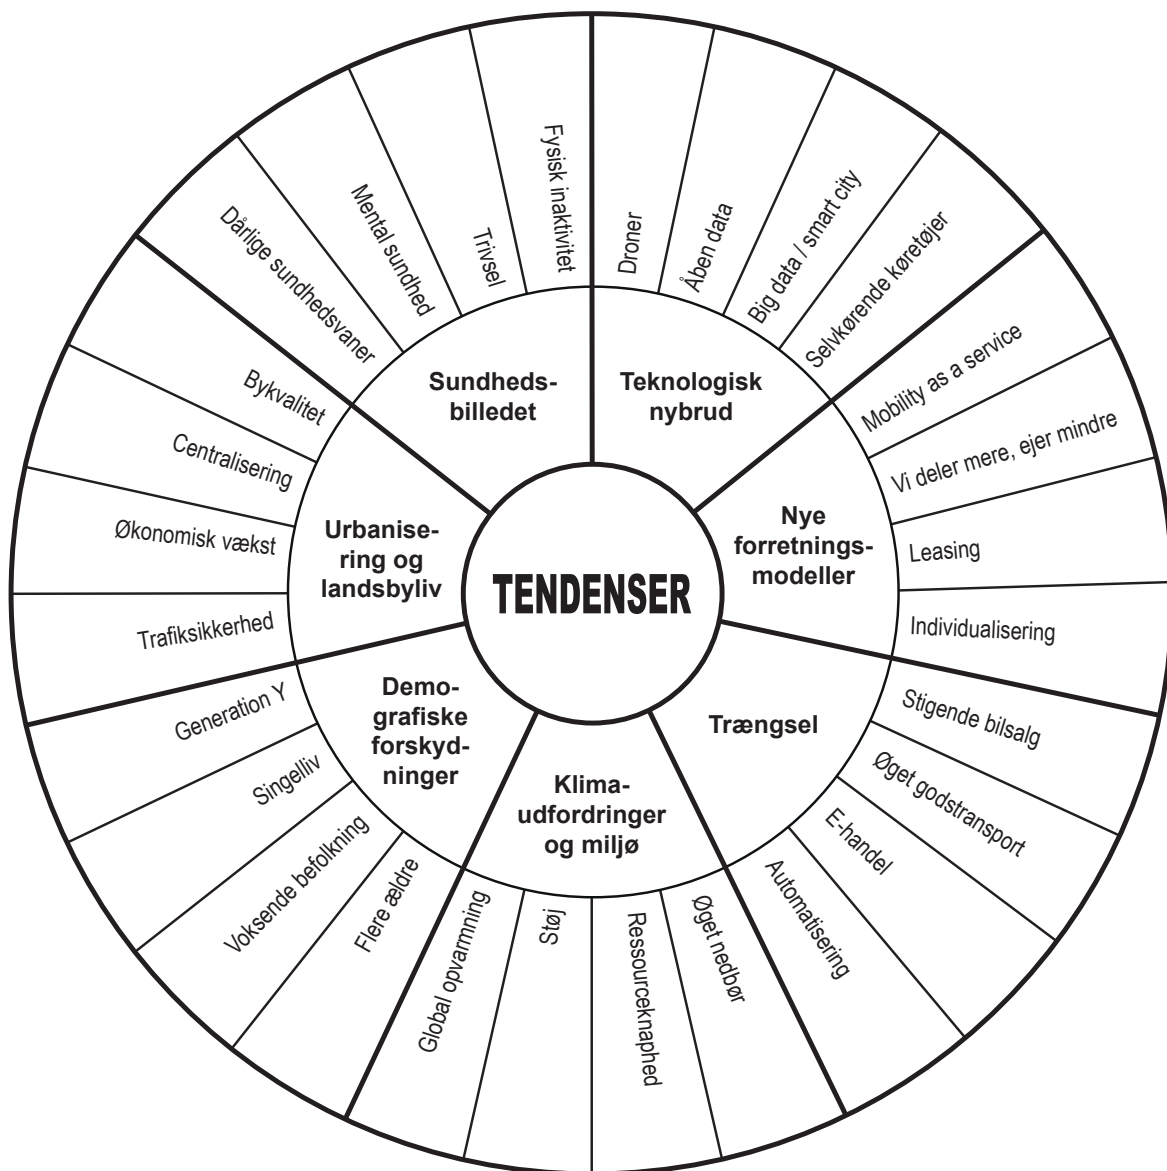 TENDENSER
Teknologisk
nybrud
Droner
Åben data
Big data / smart city
Selvkørende køretøjer
Nye
forretnings-
modeller
Mobility as a service
Vi deler mere, ejer mindre
Leasing
Individualisering
Trængsel
Stigende bilsalg
Øget godstransport
E-handel
Automatisering
Klima-
udfordringer
og miljø
Øget nedbør
Ressourceknaphed
Støj
Global opvarmning
Demo-
grafiske
forskyd-
ninger
Flere ældre
Voksende befolkning
Singelliv
Generation Y
Urbanise-
ring og
landsbyliv
Trafiksikkerhed
Økonomisk vækst
Centralisering
Bykvalitet
Sundheds-
billedet
Dårlige sundhedsvaner
Mental sundhed
Trivsel
Fysisk inaktivitet